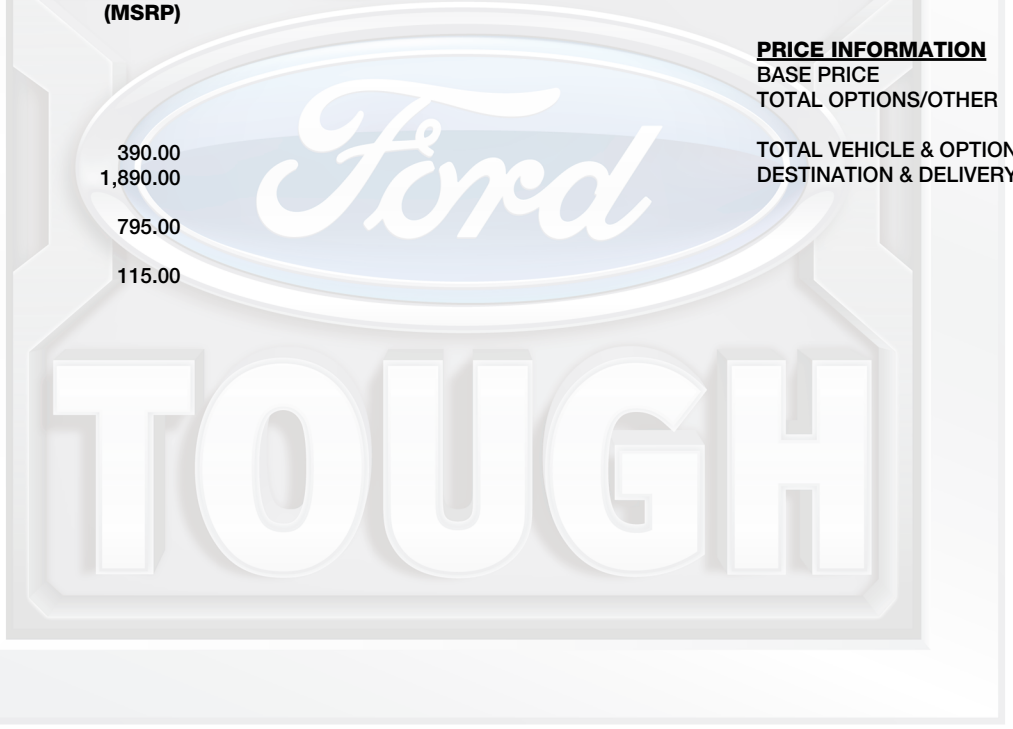 (MSRP)
390.00
1,890.00
795.00
115.00
PRICE INFORMATION
BASE PRICE
TOTAL OPTIONS/OTHER
TOTAL VEHICLE & OPTION
DESTINATION & DELIVERY
Ford
TOUGH